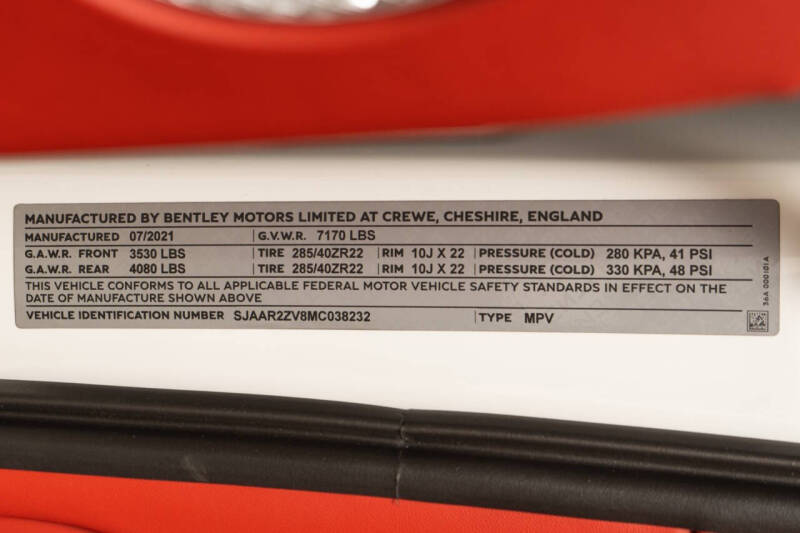 MANUFACTURED BY BENTLEY MOTORS LIMITED AT CREWE, CHESHIRE, ENGLAND
MANUFACTURED 07/2021 G.V.W.R. 7170 LBS
G.A.W.R. FRONT 3530 LBS TIRE 285/40ZR22 RIM 10J X 22 PRESSURE (COLD) 280 KPA, 41 PSI
G.A.W.R. REAR 4080 LBS TIRE 285/40ZR22 RIM 10J X 22 PRESSURE (COLD) 330 KPA, 48 PSI
THIS VEHICLE CONFORMS TO ALL APPLICABLE FEDERAL MOTOR VEHICLE SAFETY STANDARDS IN EFFECT ON THE
DATE OF MANUFACTURE SHOWN ABOVE
VEHICLE IDENTIFICATION NUMBER SJAAR2ZV8MC038232 TYPE MPV
36A 000101A